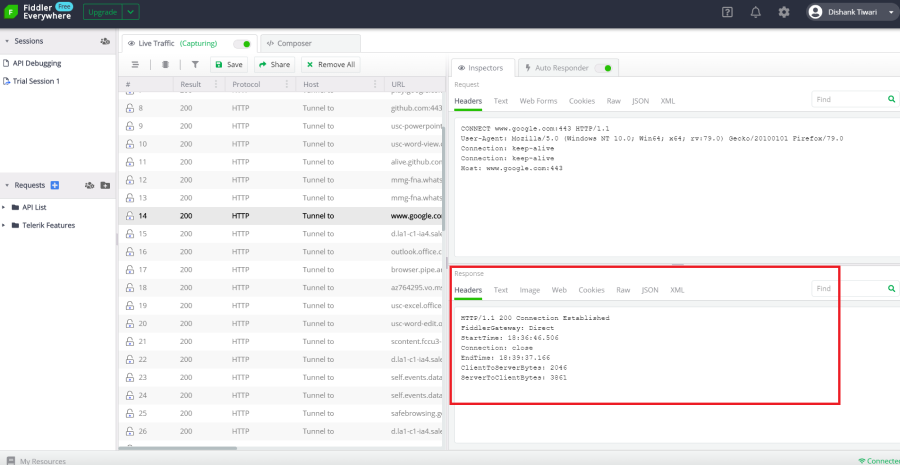 Fiddler Free
Everywhere
Upgrade
Dishank Tiwari
Sessions
API Debugging
Trial Session 1
Requests
API List
Telerik Features
Live Traffic (Capturing)
</> Composer
Save
Share
Remove All
# Result Protocol Host URL
8 200 HTTP Tunnel to github.com:443
9 200 HTTP Tunnel to usc-powerpoint
10 200 HTTP Tunnel to usc-word-view.
11 200 HTTP Tunnel to alive.github.com
12 200 HTTP Tunnel to mmg-fna.whats
13 200 HTTP Tunnel to mmg-fna.whats
14 200 HTTP Tunnel to www.google.co
15 200 HTTP Tunnel to d.la1-c1-ia4.sale
16 200 HTTP Tunnel to outlook.office.c
17 200 HTTP Tunnel to browser.pipe.a
18 200 HTTP Tunnel to az764295.vo.ms
19 200 HTTP Tunnel to usc-excel.office
20 200 HTTP Tunnel to usc-word-edit.o
21 200 HTTP Tunnel to scontent.fccu3-
22 200 HTTP Tunnel to d.la1-c1-ia4.sale
23 200 HTTP Tunnel to self.events.data
24 200 HTTP Tunnel to self.events.data
25 200 HTTP Tunnel to safebrowsing.g
26 200 HTTP Tunnel to d.la1-c1-ia4.sale
Inspectors
Auto Responder
Request
Headers Text Web Forms Cookies Raw JSON XML
Find
CONNECT www.google.com:443 HTTP/1.1
User-Agent: Mozilla/5.0 (Windows NT 10.0; Win64; x64; rv:79.0) Gecko/20100101 Firefox/79.0
Connection: keep-alive
Connection: keep-alive
Host: www.google.com:443
Response
Headers Text Image Web Cookies Raw JSON XML
Find
HTTP/1.1 200 Connection Established
FiddlerGateway: Direct
StartTime: 18:36:46.506
Connection: close
EndTime: 18:39:37.166
ClientToServerBytes: 2046
ServerToClientBytes: 3861
My Resources
Connected